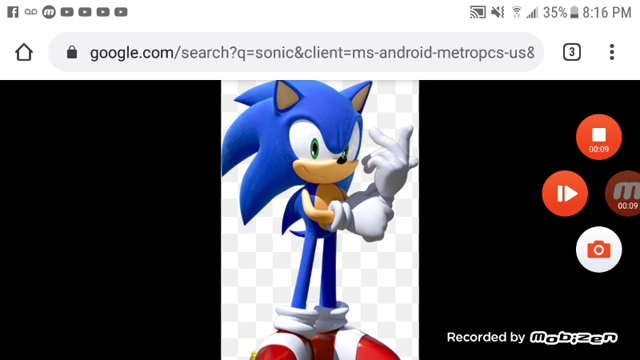 35% 8:16 PM
google.com/search?q=sonic&client=ms-android-metropcs-us&
3
00:09
00:09
Recorded by Mobizen